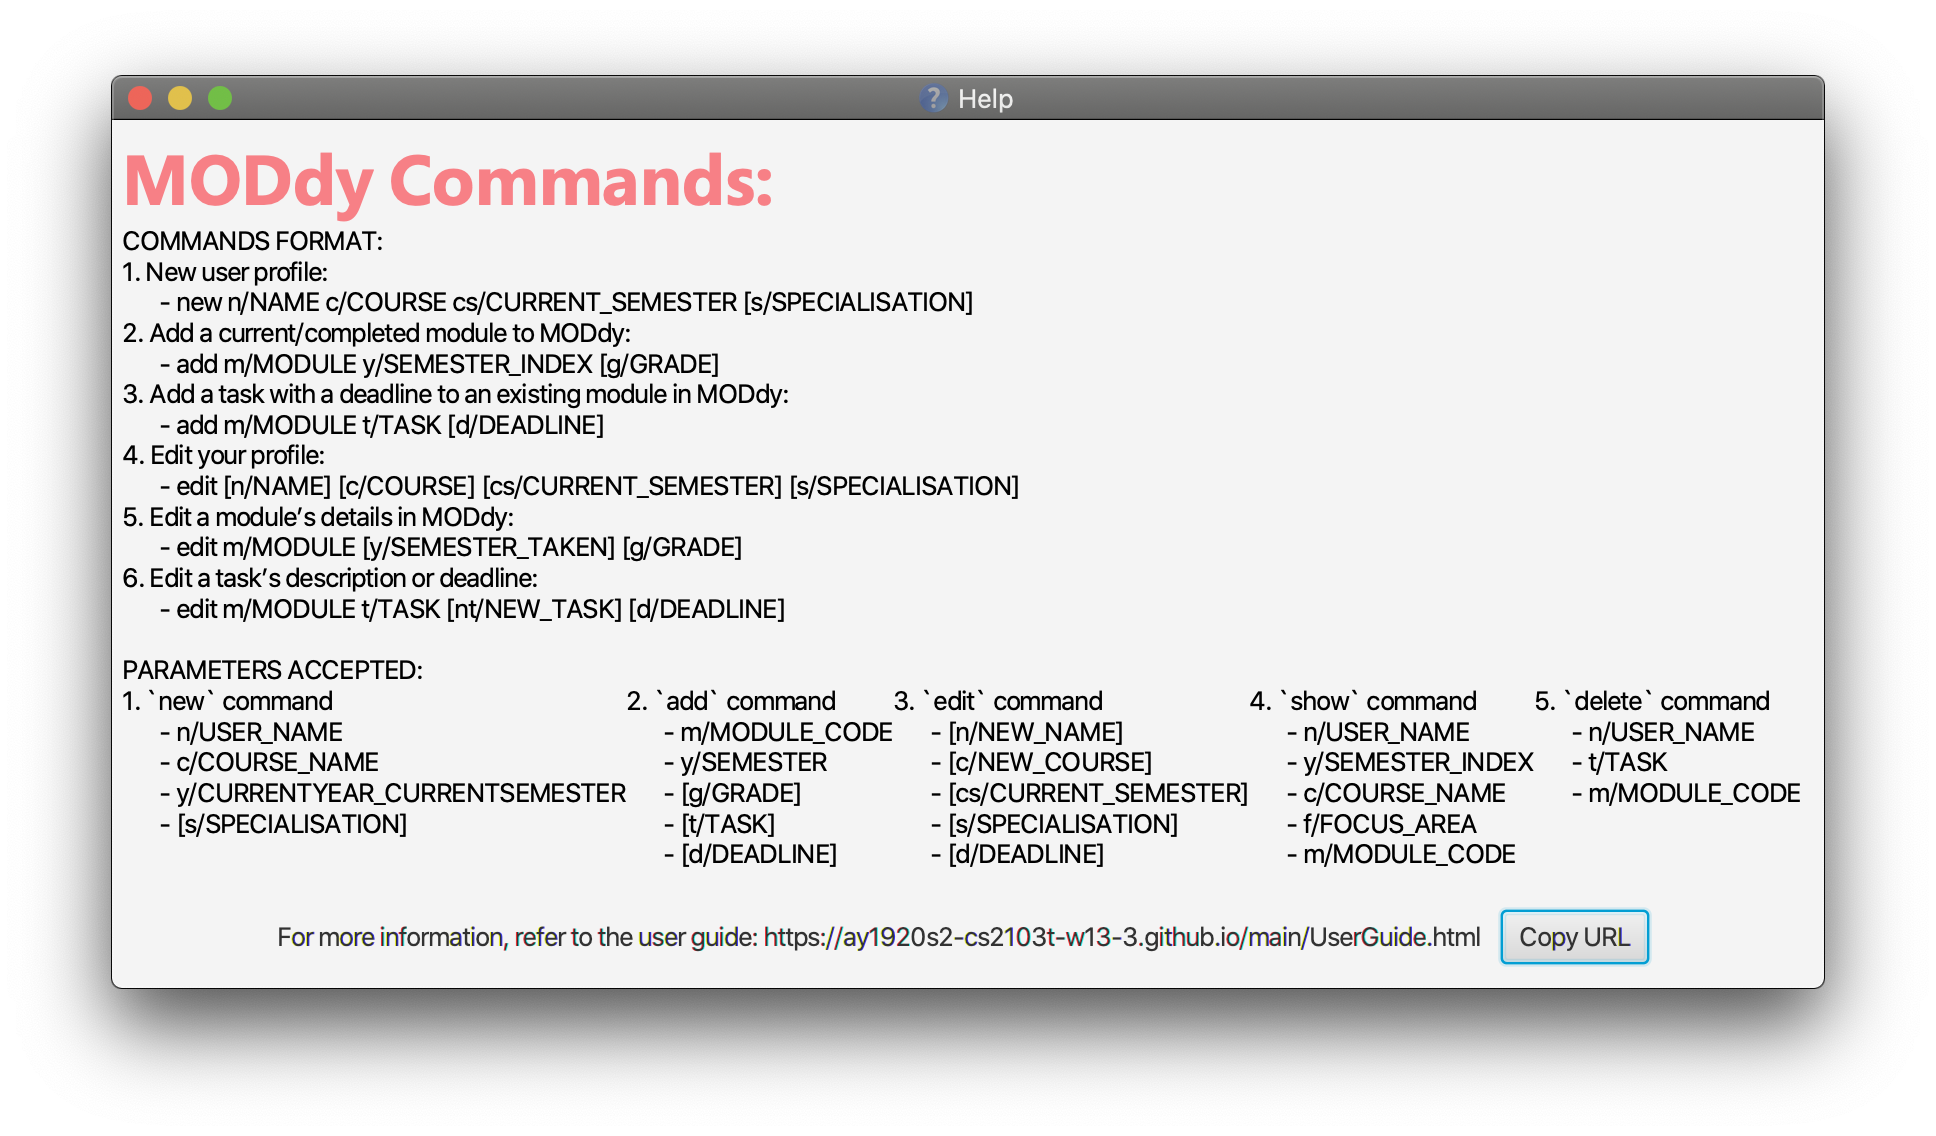 Help
MODdy Commands:
COMMANDS FORMAT:
1. New user profile:
- new n/NAME c/COURSE cs/CURRENT_SEMESTER [s/SPECIALISATION]
2. Add a current/completed module to MODdy:
- add m/MODULE y/SEMESTER_INDEX [g/GRADE]
3. Add a task with a deadline to an existing module in MODdy:
- add m/MODULE t/TASK [d/DEADLINE]
4. Edit your profile:
- edit [n/NAME] [c/COURSE] [cs/CURRENT_SEMESTER] [s/SPECIALISATION]
5. Edit a module’s details in MODdy:
- edit m/MODULE [y/SEMESTER_TAKEN] [g/GRADE]
6. Edit a task’s description or deadline:
- edit m/MODULE t/TASK [nt/NEW_TASK] [d/DEADLINE]
PARAMETERS ACCEPTED:
1. `new` command
- n/USER_NAME
- c/COURSE_NAME
- y/CURRENTYEAR_CURRENTSEMESTER
- [s/SPECIALISATION]
2. `add` command
- m/MODULE_CODE
- y/SEMESTER
- [g/GRADE]
- [t/TASK]
- [d/DEADLINE]
3. `edit` command
- [n/NEW_NAME]
- [c/NEW_COURSE]
- [cs/CURRENT_SEMESTER]
- [s/SPECIALISATION]
- [d/DEADLINE]
4. `show` command
- n/USER_NAME
- y/SEMESTER_INDEX
- c/COURSE_NAME
- f/FOCUS_AREA
- m/MODULE_CODE
5. `delete` command
- n/USER_NAME
- t/TASK
- m/MODULE_CODE
For more information, refer to the user guide: https://ay1920s2-cs2103t-w13-3.github.io/main/UserGuide.html
Copy URL